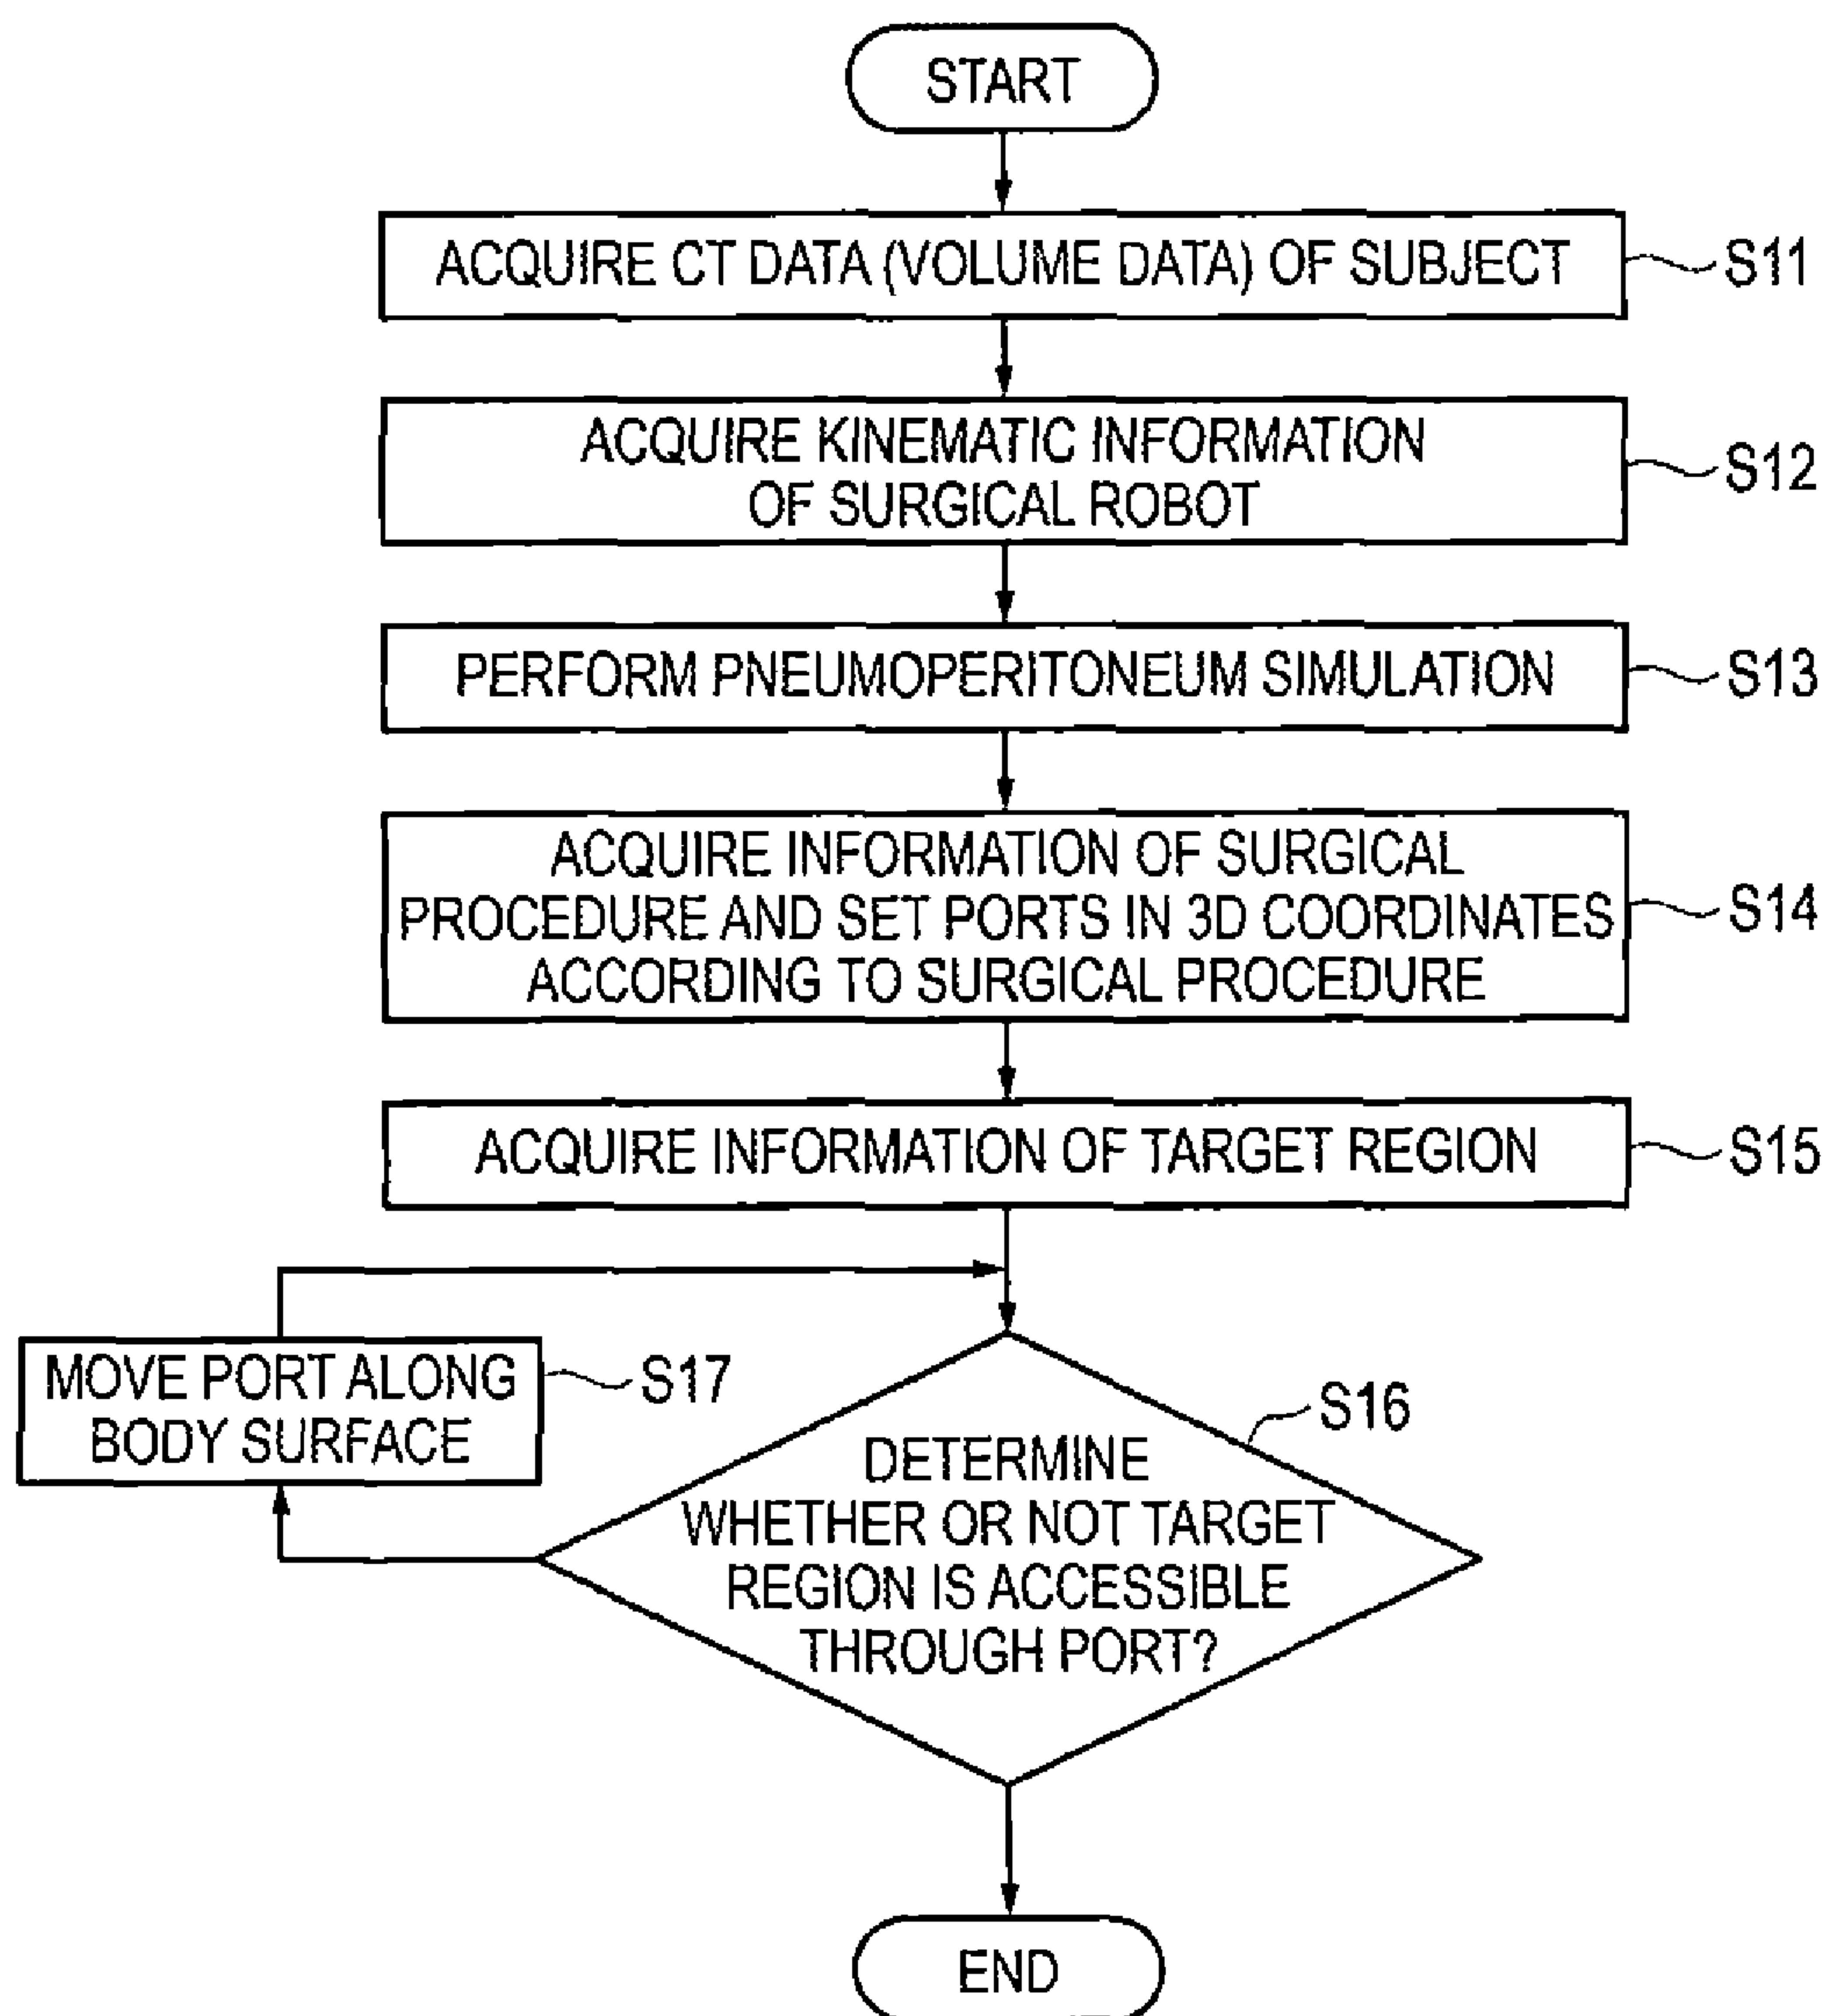 START
ACQUIRE CT DATA (VOLUME DATA) OF SUBJECT
S11
ACQUIRE KINEMATIC INFORMATION
OF SURGICAL ROBOT
S12
PERFORM PNEUMOPERITONEUM SIMULATION
S13
ACQUIRE INFORMATION OF SURGICAL
PROCEDURE AND SET PORTS IN 3D COORDINATES
ACCORDING TO SURGICAL PROCEDURE
S14
ACQUIRE INFORMATION OF TARGET REGION
S15
MOVE PORT ALONG
BODY SURFACE
S17
S16
DETERMINE
WHETHER OR NOT TARGET
REGION IS ACCESSIBLE
THROUGH PORT?
END